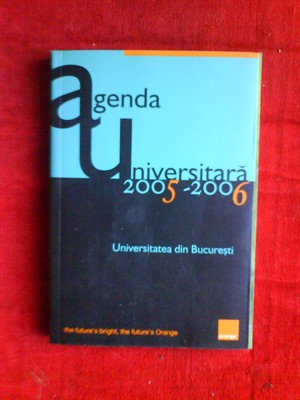 agenda
universitară
2005-2006
Universitatea din București
the future's bright, the future's Orange
orange